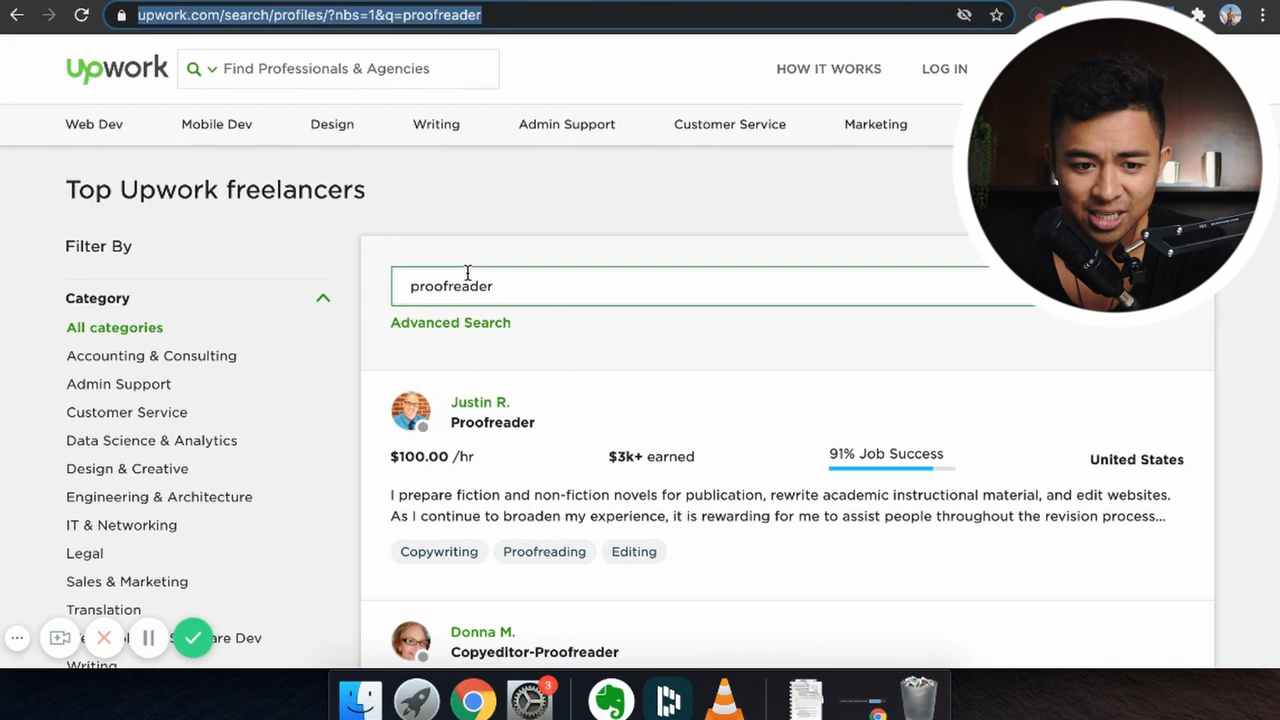 upwork.com/search/profiles/?nbs=1&q=proofreader
upwork
Find Professionals & Agencies
HOW IT WORKS
LOG IN
Web Dev
Mobile Dev
Design
Writing
Admin Support
Customer Service
Marketing
Top Upwork freelancers
Filter By
Category
All categories
Accounting & Consulting
Admin Support
Customer Service
Data Science & Analytics
Design & Creative
Engineering & Architecture
IT & Networking
Legal
Sales & Marketing
Translation
are Dev
Writing
proofreader
Advanced Search
Justin R.
Proofreader
$100.00 /hr
$3k+ earned
91% Job Success
United States
I prepare fiction and non-fiction novels for publication, rewrite academic instructional material, and edit websites.
As I continue to broaden my experience, it is rewarding for me to assist people throughout the revision process...
Copywriting
Proofreading
Editing
Donna M.
Copyeditor-Proofreader
3